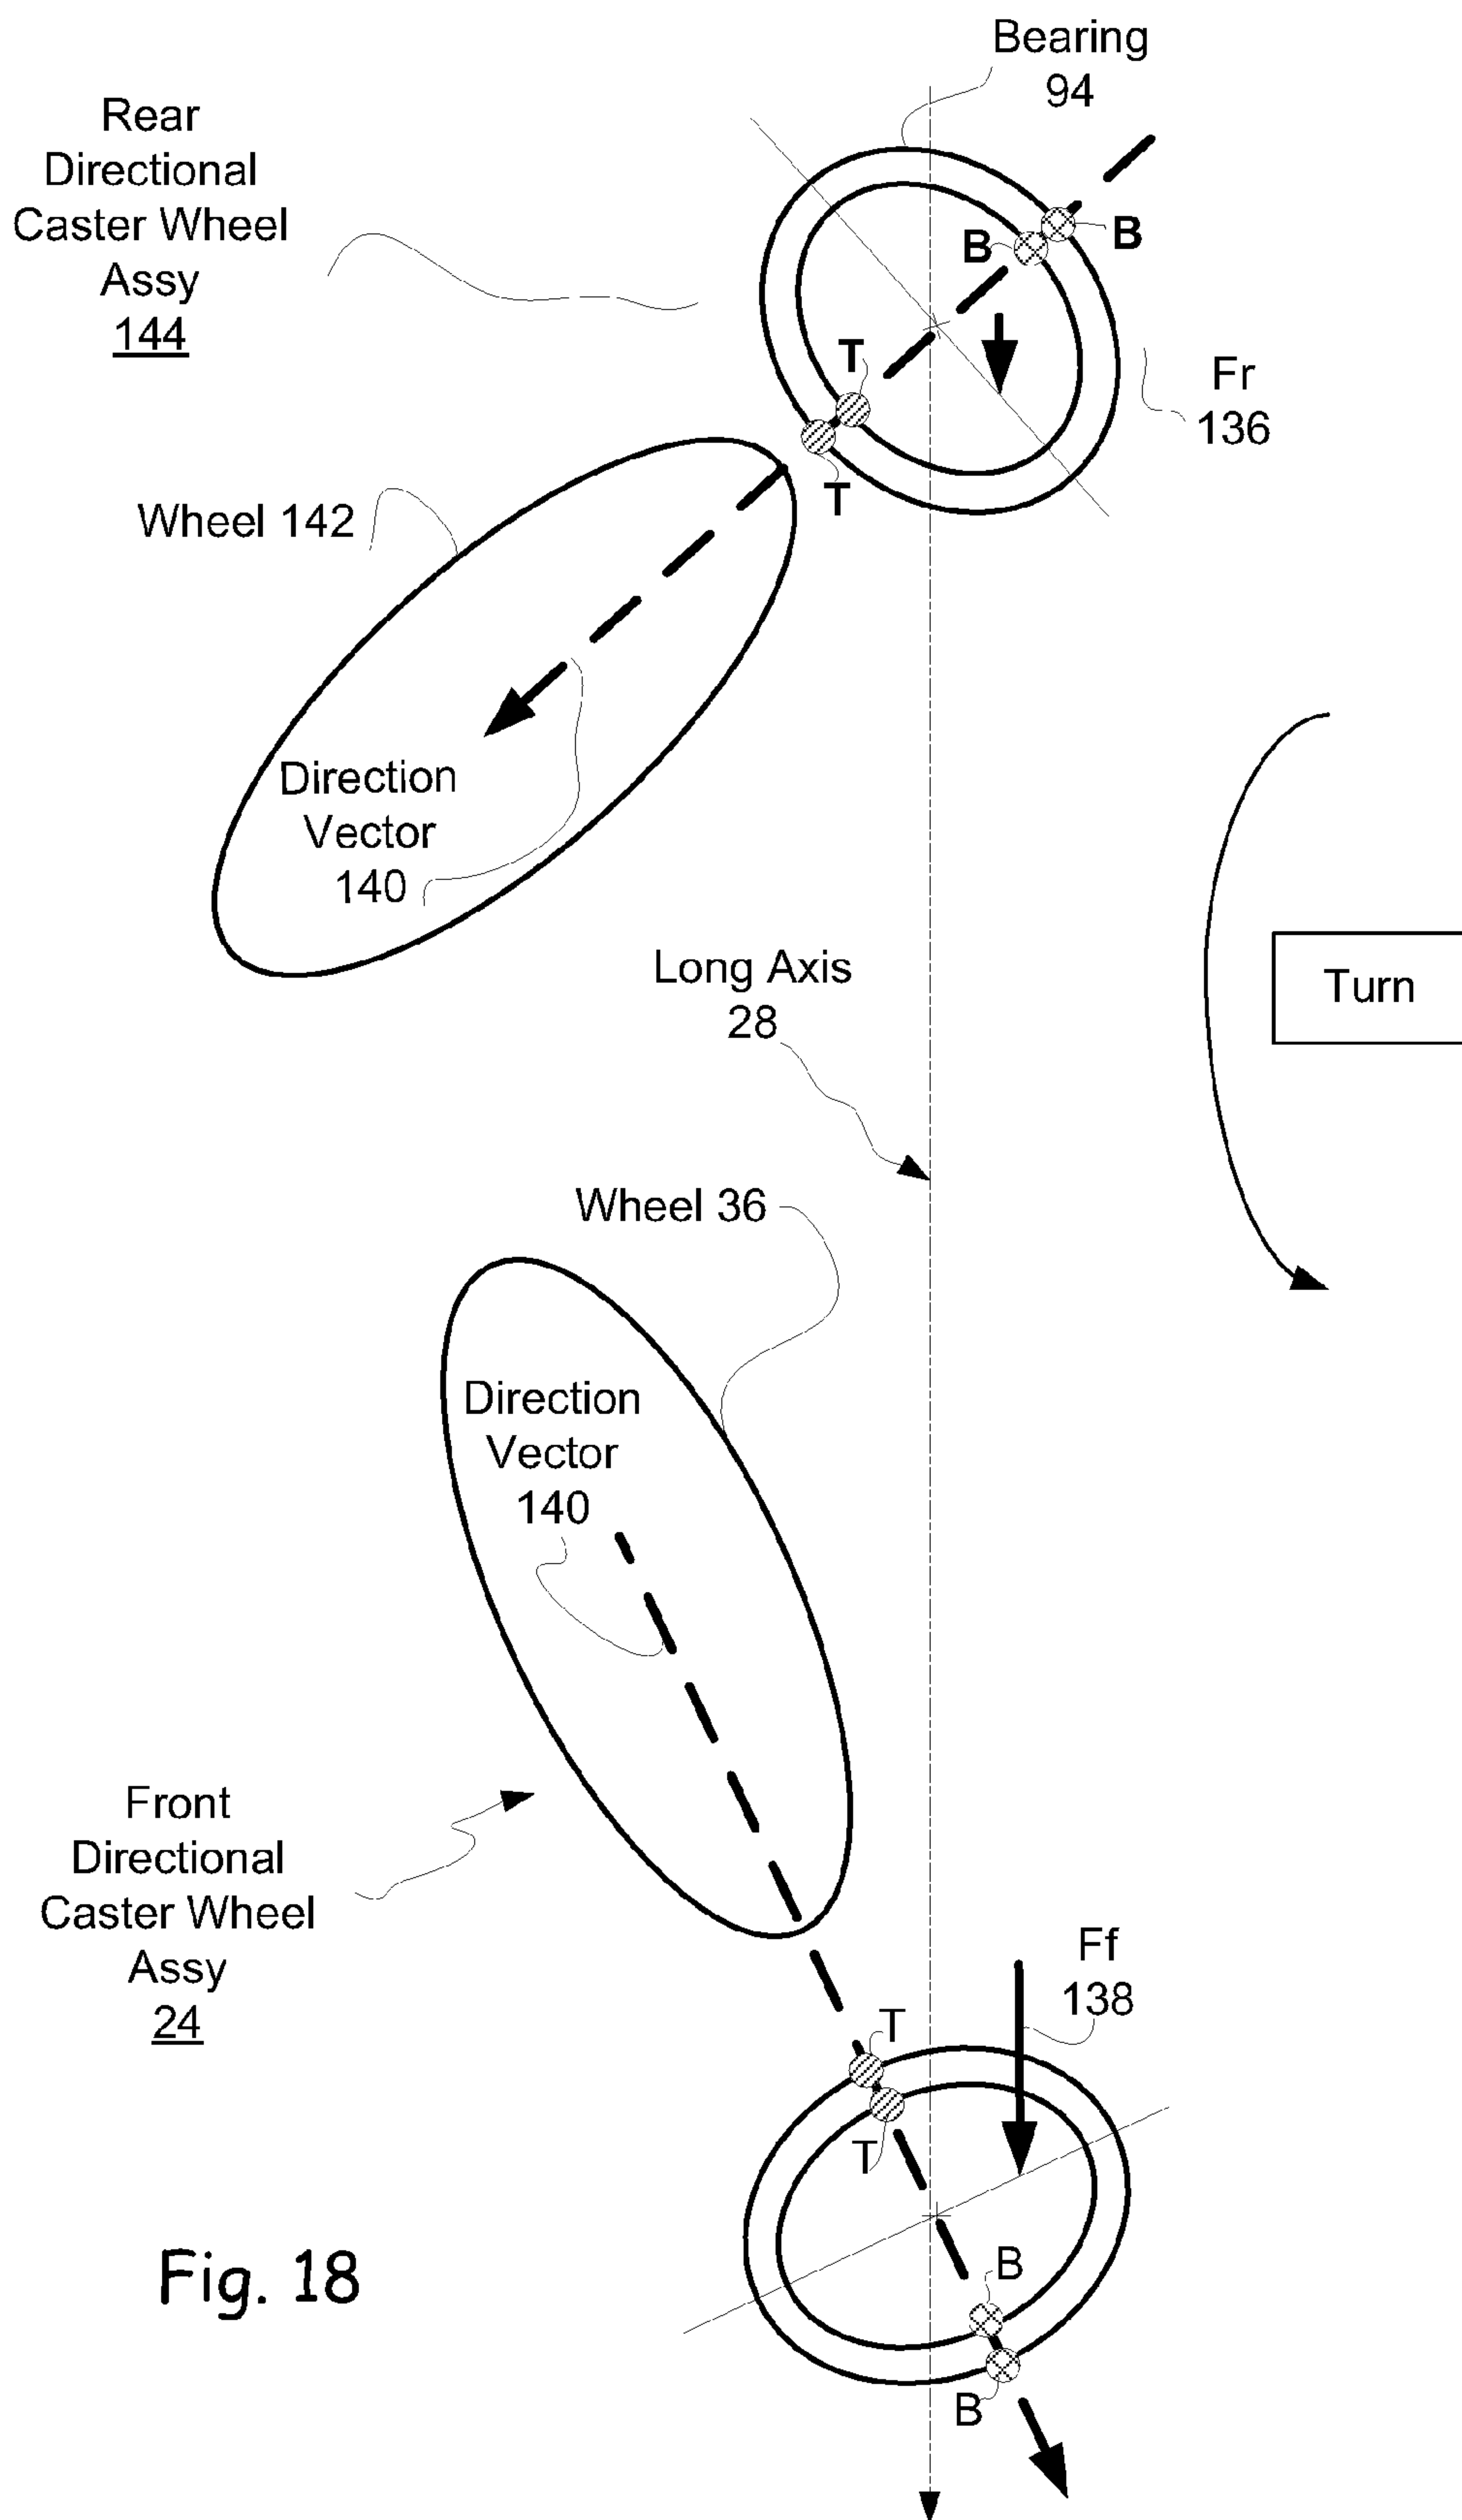 Bearing
94
Rear
Directional
Caster Wheel
Assy
144
B
B
T
T
Fr
136
Wheel 142
Direction
Vector
140
Long Axis
28
Turn
Wheel 36
Direction
Vector
140
Front
Directional
Caster Wheel
Assy
24
Ff
138
T
T
B
B
Fig. 18